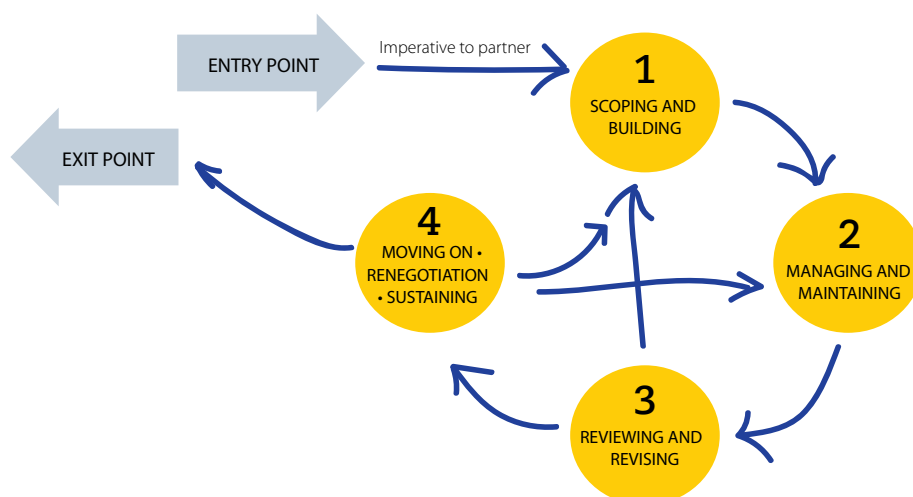 Imperative to partner
ENTRY POINT
1
SCOPING AND
BUILDING
EXIT POINT
4
MOVING ON •
RENEGOTIATION
• SUSTAINING
2
MANAGING AND
MAINTAINING
3
REVIEWING AND
REVISING